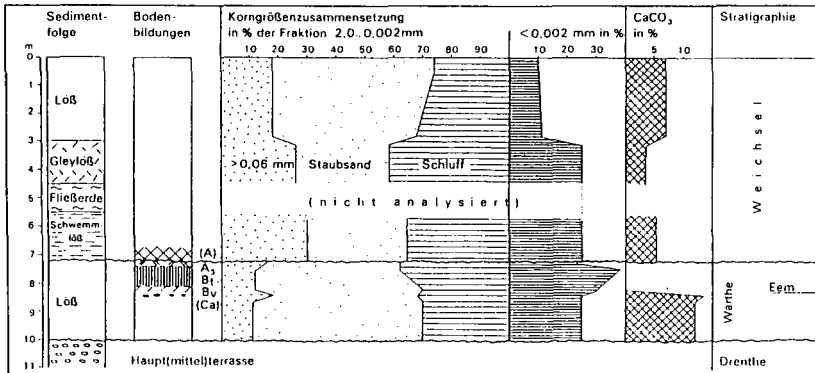 Sediment- Boden- Korngrößenzusammensetzung CaCO3 Stratigraphie
folge bildungen in % der Fraktion 2,0..0,002mm <0,002 mm in % in %
m 10 20 30 40 50 60 70 80 90 10 20 30 5 10
0
1
Löß
2
3
>0,06 mm Staubsand Schluff
Gleylöß
4
5 Fließerde (nicht analysiert) Weichsel
6 Schwemm-
löß
7 (A)
A3
Bt
8 Bv Eem
(Ca)
Löß Warthe
9
10
11 Haupt(mittel)terrasse Drenthe